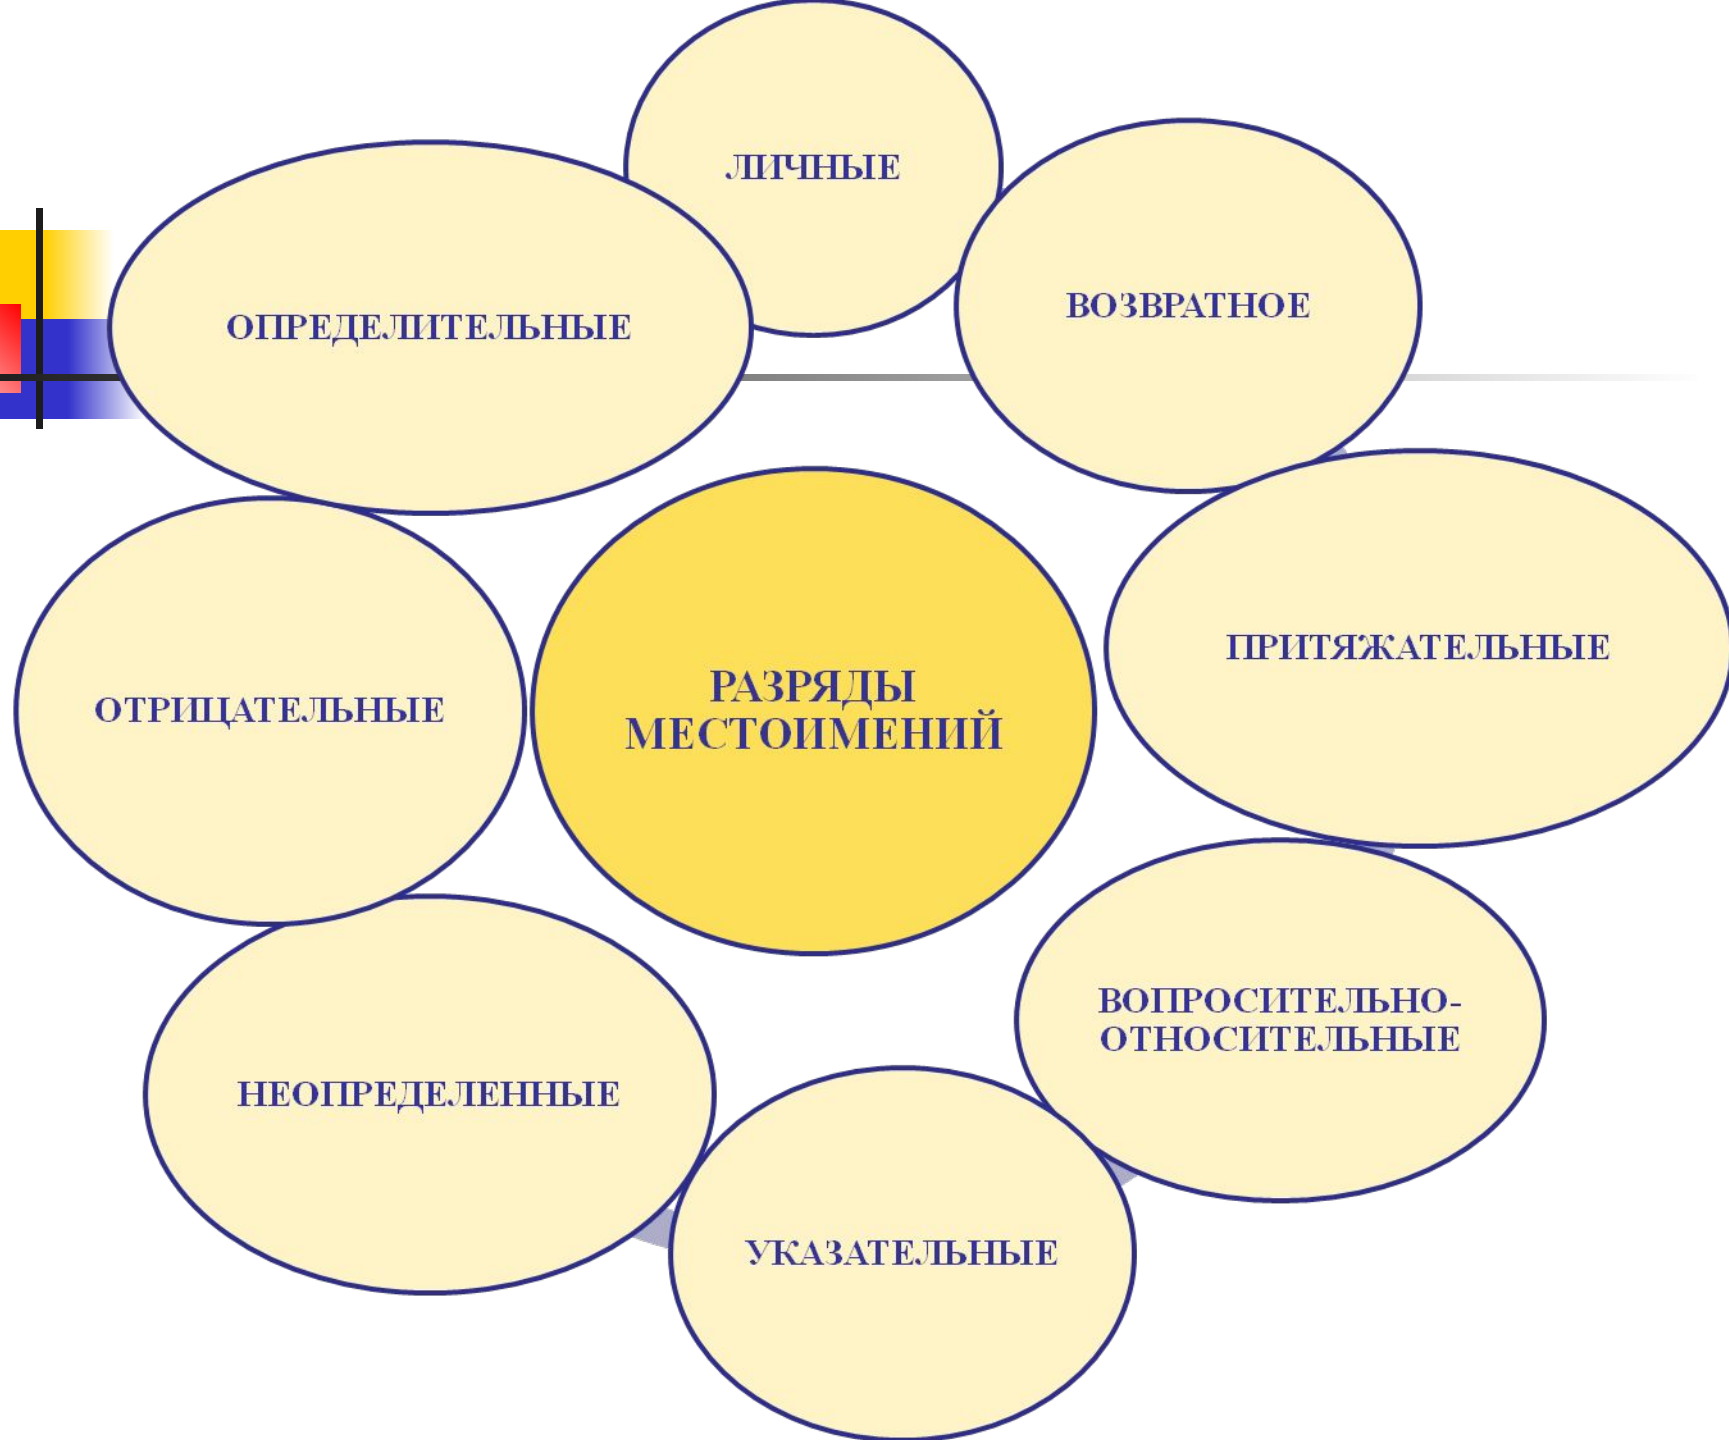 ЛИЧНЫЕ
ВОЗВРАТНОЕ
ОПРЕДЕЛИТЕЛЬНЫЕ
ПРИТЯЖАТЕЛЬНЫЕ
РАЗРЯДЫ
МЕСТОИМЕНИЙ
ОТРИЦАТЕЛЬНЫЕ
ВОПРОСИТЕЛЬНО-
ОТНОСИТЕЛЬНЫЕ
НЕОПРЕДЕЛЕННЫЕ
УКАЗАТЕЛЬНЫЕ